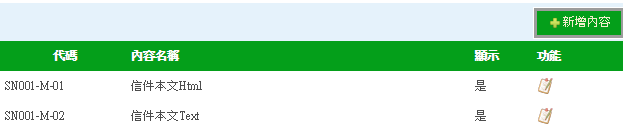 新增內容
代碼 內容名稱 顯示 功能
SN001-M-01 信件本文Html 是
SN001-M-02 信件本文Text 是